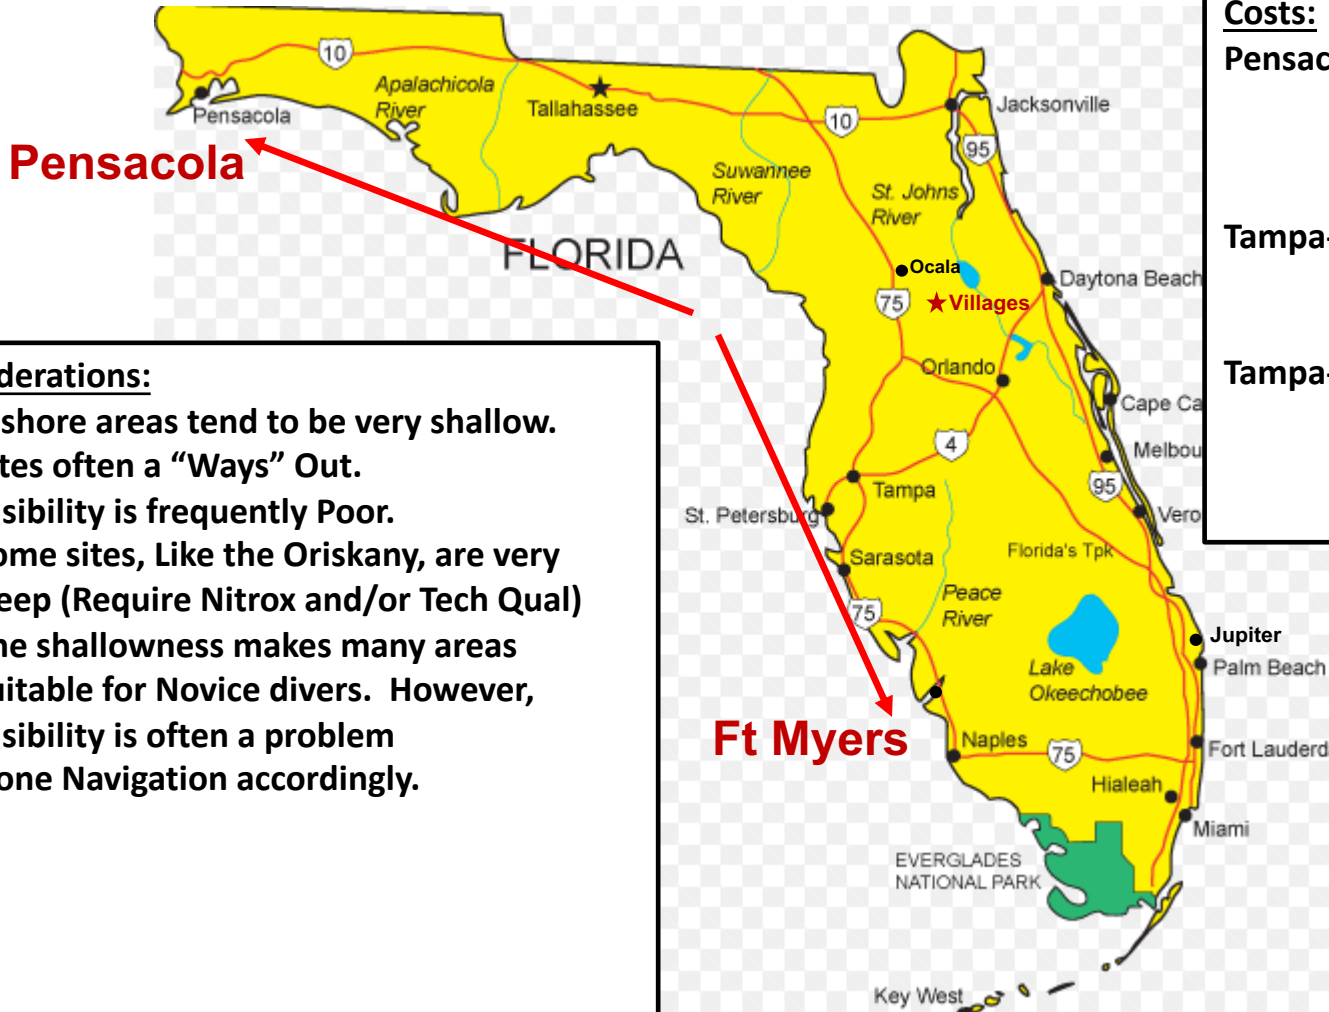 Costs:
Pensac
Tampa-
Tampa-
10
Apalachicola
River
Tallahassee
Pensacola
Pensacola
10
Jacksonville
95
Suwannee
River
St. Johns
River
FLORIDA
Ocala
Villages
75
Daytona Beach
Orlando
Cape Ca
4
Melbou
95
Tampa
St. Petersburg
Vero
Sarasota
Florida's Tpk
75
Peace
River
Jupiter
Lake
Okeechobee
Palm Beach
Ft Myers
Naples
75
Fort Lauderd
Hialeah
Miami
EVERGLADES
NATIONAL PARK
Key West
derations:
shore areas tend to be very shallow.
tes often a “Ways” Out.
sibility is frequently Poor.
ome sites, Like the Oriskany, are very
eep (Require Nitrox and/or Tech Qual)
he shallowness makes many areas
uitable for Novice divers.  However,
sibility is often a problem
one Navigation accordingly.